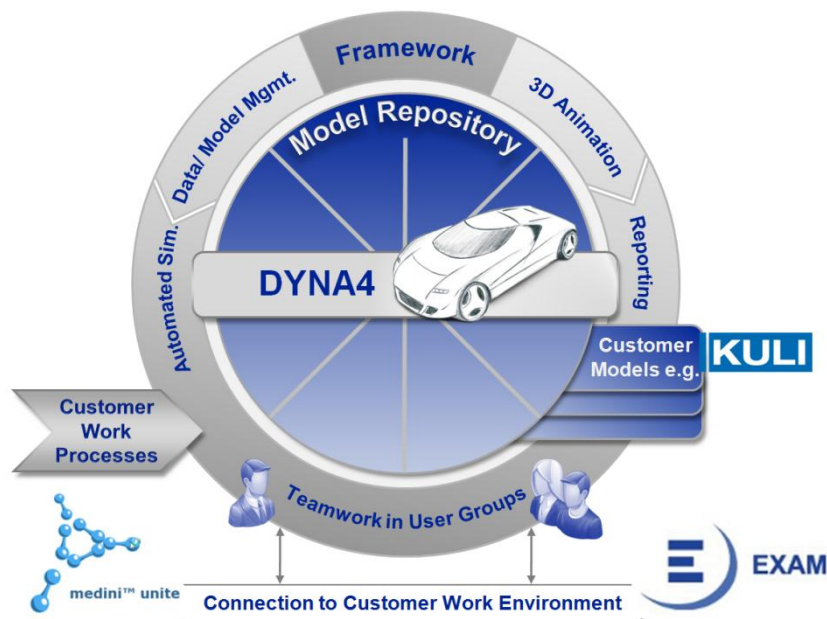 Framework
Data/ Model Mgmt.
3D Animation
Model Repository
Automated Sim.
Reporting
DYNA4
Customer
Models e.g.
KULI
Customer
Work
Processes
Teamwork in User Groups
medini™ unite
EXAM
Connection to Customer Work Environment